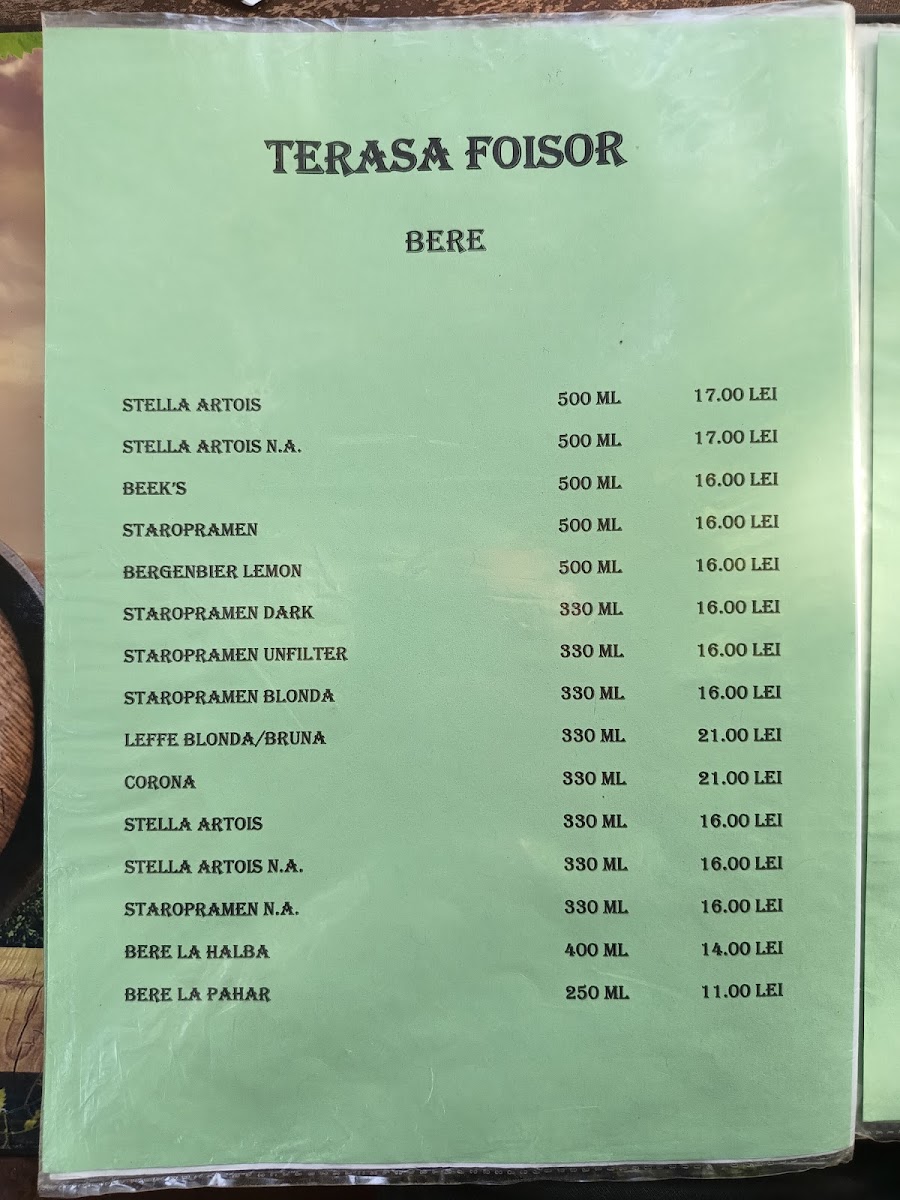 TERASA FOISOR
BERE
STELLA ARTOIS 500 ML 17.00 LEI
STELLA ARTOIS N.A. 500 ML 17.00 LEI
BEEK'S 500 ML 16.00 LEI
STAROPRAMEN 500 ML 16.00 LEI
BERGENBIER LEMON 500 ML 16.00 LEI
STAROPRAMEN DARK 330 ML 16.00 LEI
STAROPRAMEN UNFILTER 330 ML 16.00 LEI
STAROPRAMEN BLONDA 330 ML 16.00 LEI
LEFFE BLONDA/BRUNA 330 ML 21.00 LEI
CORONA 330 ML 21.00 LEI
STELLA ARTOIS 330 ML 16.00 LEI
STELLA ARTOIS N.A. 330 ML 16.00 LEI
STAROPRAMEN N.A. 330 ML 16.00 LEI
BERE LA HALBA 400 ML 14.00 LEI
BERE LA PAHAR 250 ML 11.00 LEI